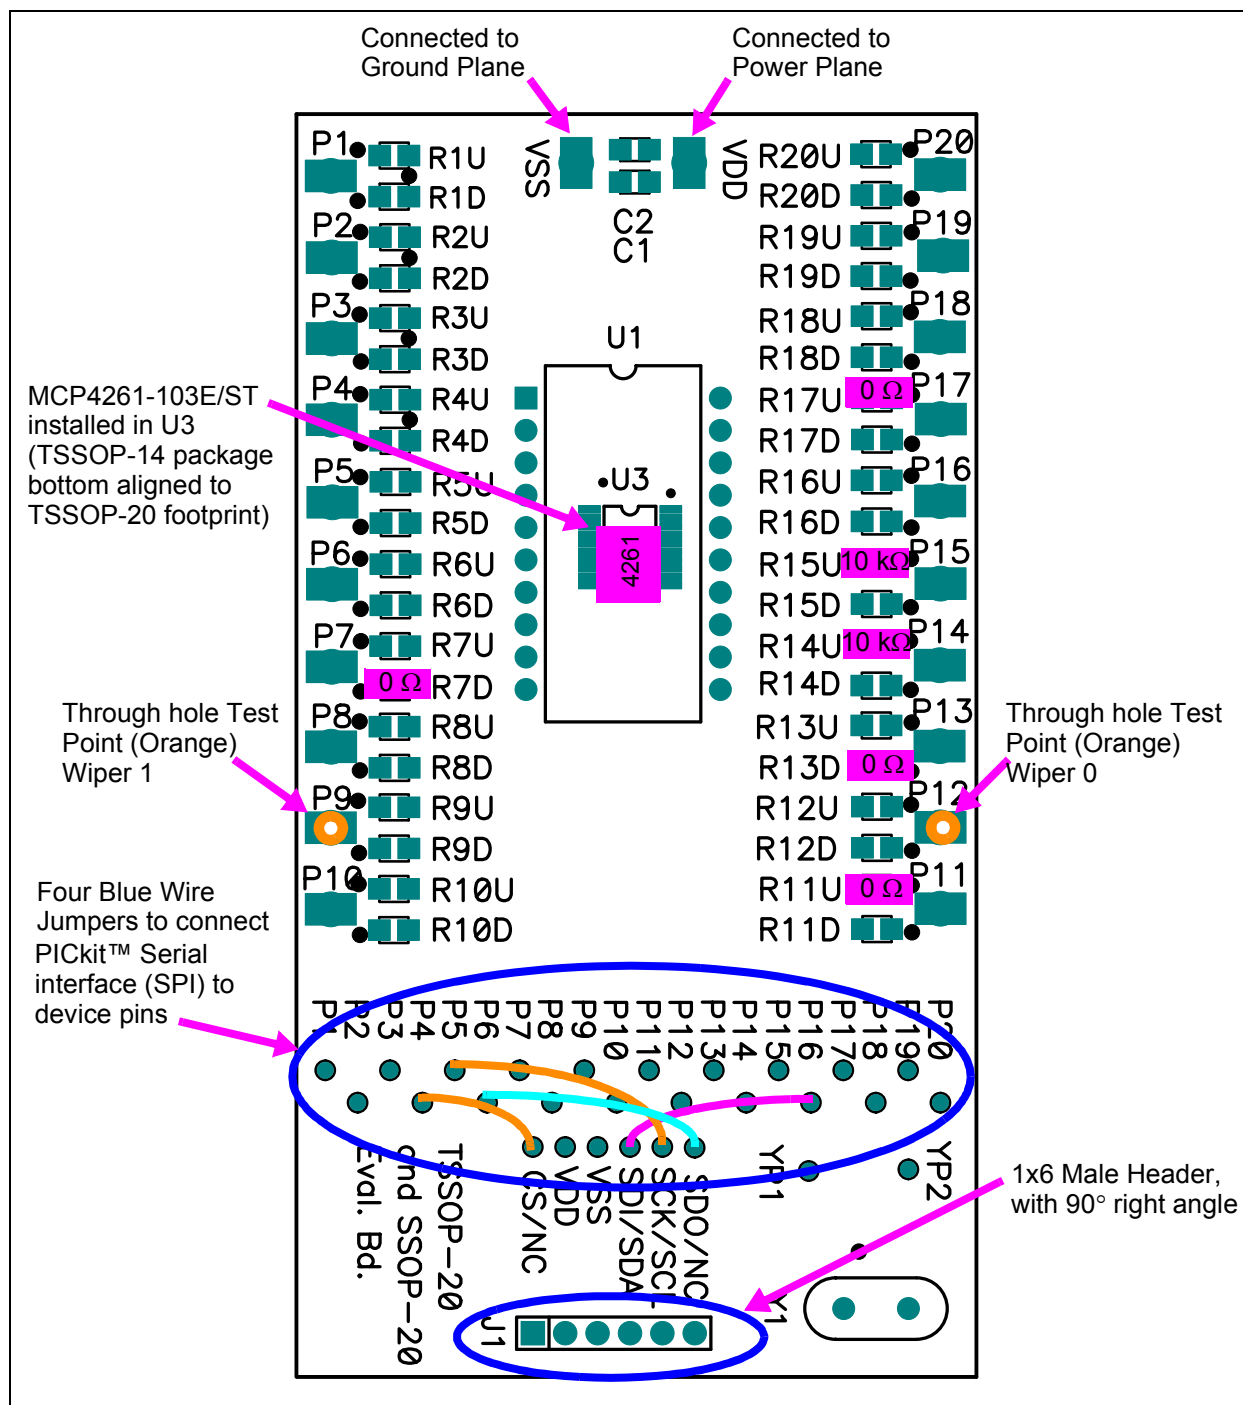 Connected to
Ground Plane
Connected to
Power Plane
P1
R1U
R1D
VSS
VDD
C2
C1
R20U
P20
R20D
P2
R2U
R2D
R19U
P19
R19D
P3
R3U
R3D
R18U
P18
R18D
U1
MCP4261-103E/ST
installed in U3
(TSSOP-14 package
bottom aligned to
TSSOP-20 footprint)
P4
R4U
R4D
R17U
0 Ω
P17
R17D
P5
R5U
R5D
U3
4261
R16U
P16
R16D
P6
R6U
R6D
R15U
10 kΩ
P15
R15D
P7
R7U
0 Ω
R7D
R14U
10 kΩ
P14
R14D
Through hole Test
Point (Orange)
Wiper 1
P8
R8U
R8D
R13U
P13
R13D
0 Ω
Through hole Test
Point (Orange)
Wiper 0
P9
R9U
R9D
R12U
P12
R12D
P10
R10U
R10D
R11U
0 Ω
P11
R11D
Four Blue Wire
Jumpers to connect
PICkit™ Serial
interface (SPI) to
device pins
P1
P2
P3
P4
P5
P6
P7
P8
P9
P10
P11
P12
P13
P14
P15
P16
P17
P18
P19
P20
TSSOP-20
and SSOP-20
Eval. Bd.
CS/NC
VDD
VSS
SDI/SDA
SCK/SCL
SDO/NC
YP1
YP2
1x6 Male Header,
with 90° right angle
J1
Y1